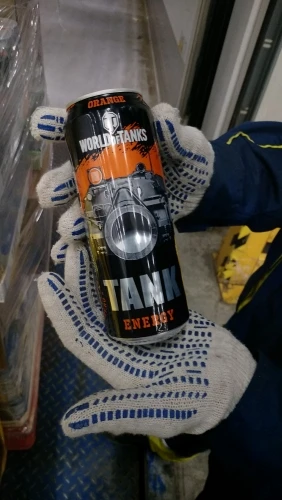 ORANGE
WORLD OF TANKS
TANK
ENERGY